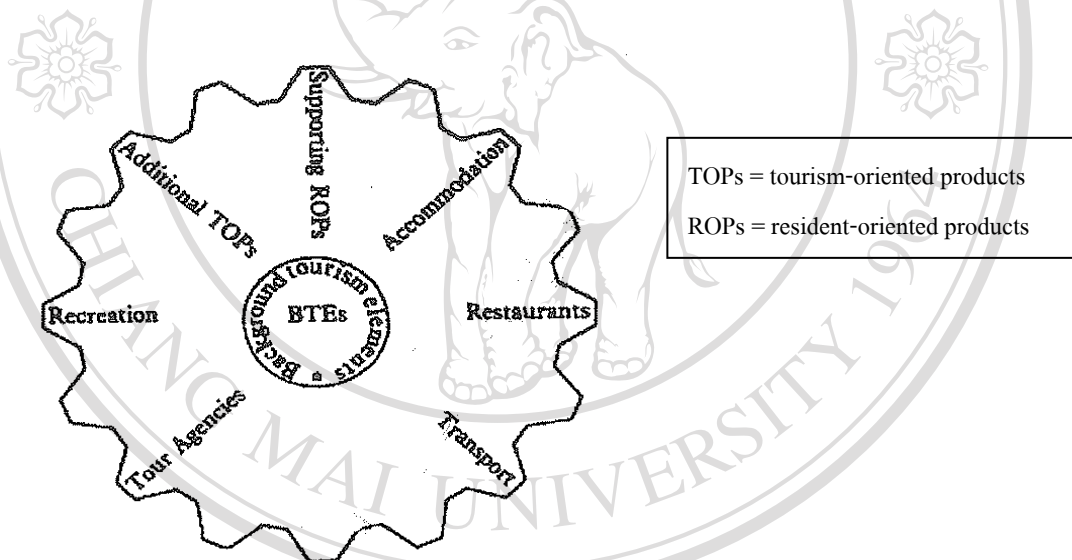 Supporting ROPs
Accommodation
Restaurants
Transport
Tour Agencies
Recreation
Additional TOPs
Background tourism elements
BTEs
TOPs = tourism-oriented products
ROPs = resident-oriented products
CHIANG MAI UNIVERSITY 1964